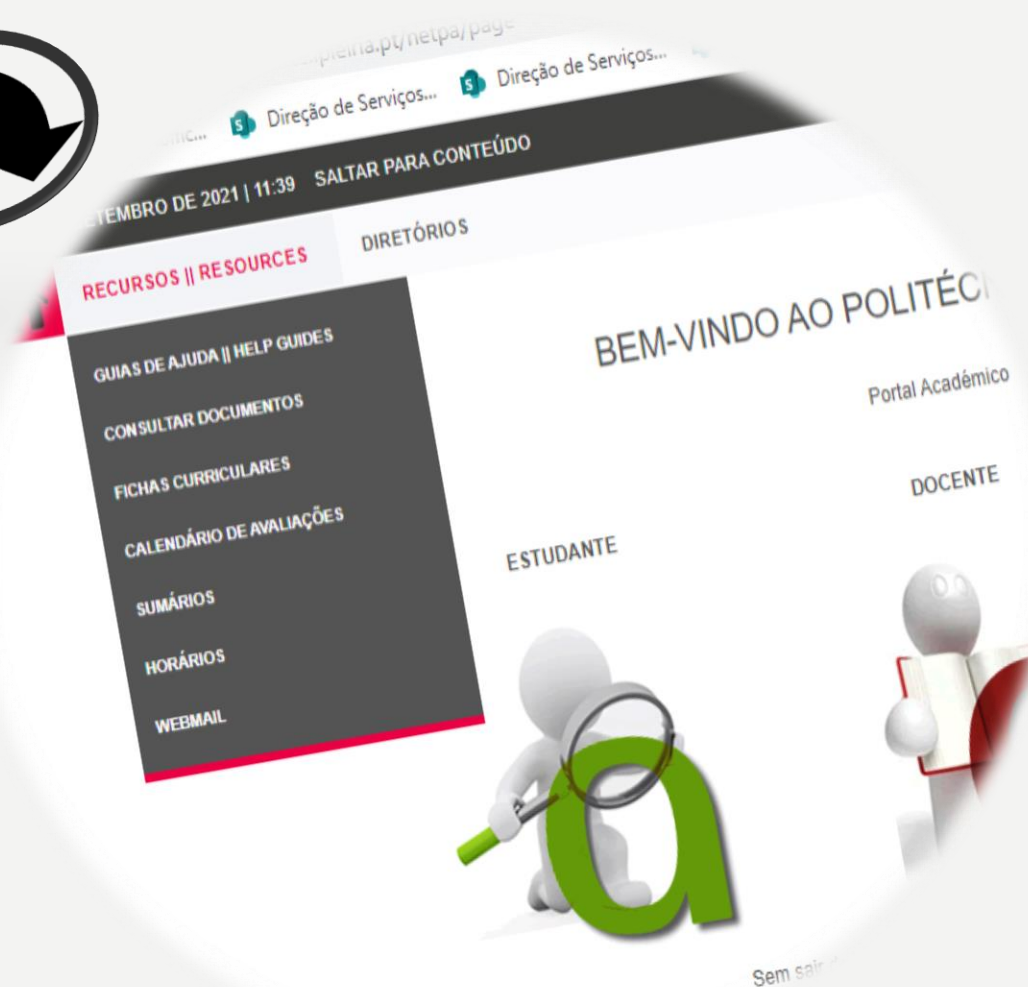 Direção de Serviços... Direção de Serviços...
DE 2021 | 11:39 SALTAR PARA CONTEÚDO
RECURSOS || RESOURCES DIRETÓRIOS
GUIAS DE AJUDA || HELP GUIDES
CONSULTAR DOCUMENTOS
FICHAS CURRICULARES
CALENDÁRIO DE AVALIAÇÕES
SUMÁRIOS
HORÁRIOS
WEBMAIL
BEM-VINDO AO
Portal Académico
ESTUDANTE
DOCENTE
a
Sem